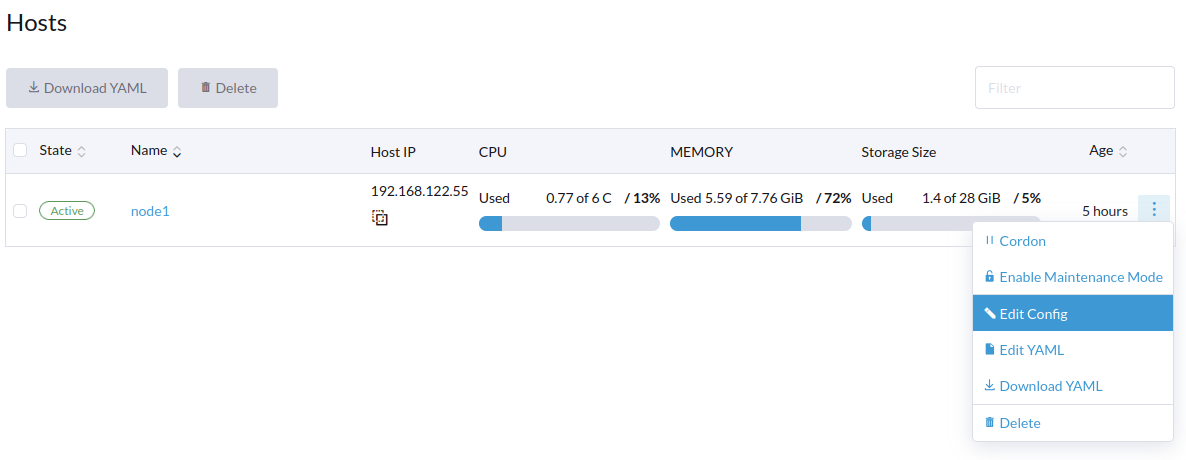 Hosts
Download YAML
Delete
Filter
State Name Host IP CPU MEMORY Storage Size Age
Active node1 192.168.122.55 Used 0.77 of 6 C / 13% Used 5.59 of 7.76 GiB / 72% Used 1.4 of 28 GiB / 5% 5 hours
Cordon
Enable Maintenance Mode
Edit Config
Edit YAML
Download YAML
Delete